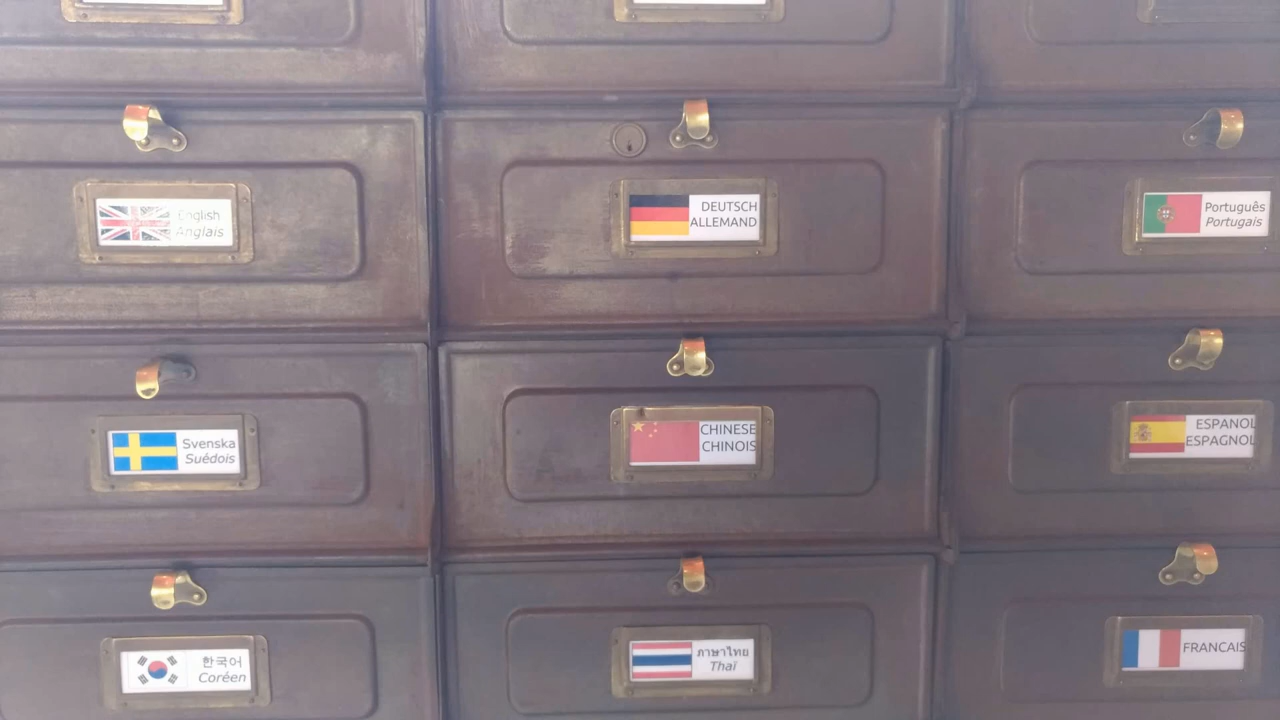 English
Anglais
DEUTSCH
ALLEMAND
Português
Portugais
Svenska
Suédois
CHINESE
CHINOIS
ESPANOL
ESPAGNOL
한국어
Coréen
ภาษาไทย
Thaï
FRANCAIS